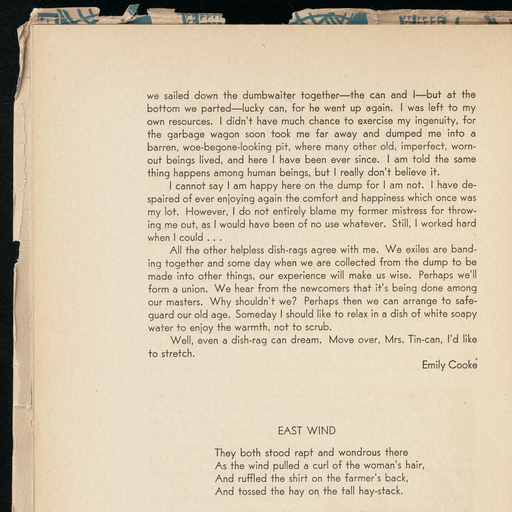 we sailed down the dumbwaiter together—the can and I—but at the
bottom we parted—lucky can, for he went up again. I was left to my
own resources. I didn't have much chance to exercise my ingenuity, for
the garbage wagon soon took me far away and dumped me into a
barren, woe-begone-looking pit, where many other old, imperfect, worn-
out beings lived, and here I have been ever since. I am told the same
thing happens among human beings, but I really don't believe it.
I cannot say I am happy here on the dump for I am not. I have de-
spaired of ever enjoying again the comfort and happiness which once was
my lot. However, I do not entirely blame my former mistress for throw-
ing me out, as I would have been of no use whatever. Still, I worked hard
when I could . . .
All the other helpless dish-rags agree with me. We exiles are band-
ing together and some day when we are collected from the dump to be
made into other things, our experience will make us wise. Perhaps we'll
form a union. We hear from the newcomers that it's being done among
our masters. Why shouldn't we? Perhaps then we can arrange to safe-
guard our old age. Someday I should like to relax in a dish of white soapy
water to enjoy the warmth, not to scrub.
Well, even a dish-rag can dream. Move over, Mrs. Tin-can, I'd like
to stretch.
Emily Cooke
EAST WIND
They both stood rapt and wondrous there
As the wind pulled a curl of the woman's hair,
And ruffled the shirt on the farmer's back,
And tossed the hay on the tall hay-stack.